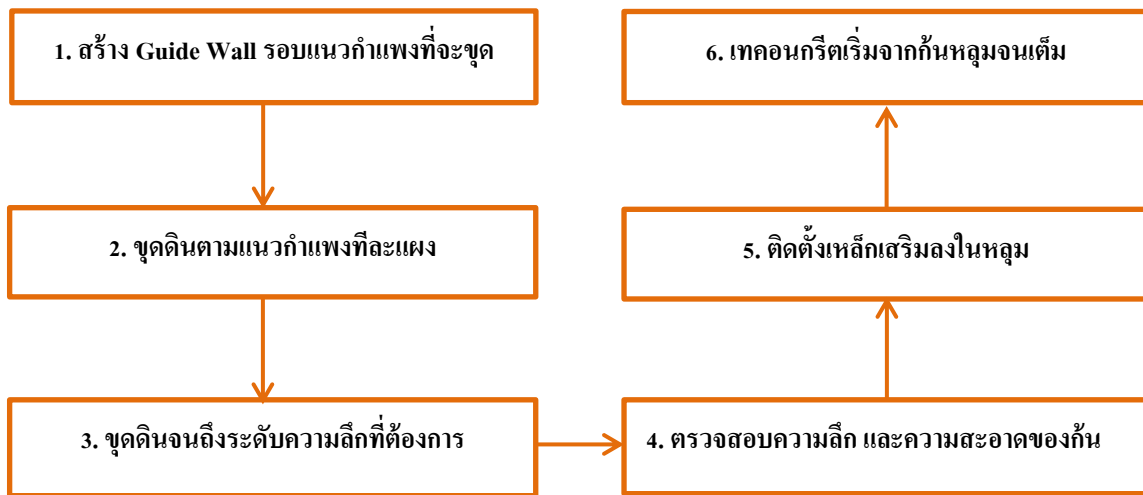 1. สร้าง Guide Wall รอบแนวกำแพงที่จะขุด
2. ขุดดินตามแนวกำแพงทีละแผง
3. ขุดดินจนถึงระดับความลึกที่ต้องการ
4. ตรวจสอบความลึก และความสะอาดของก้น
5. ติดตั้งเหล็กเสริมลงในหลุม
6. เทคอนกรีตเริ่มจากก้นหลุมจนเต็ม